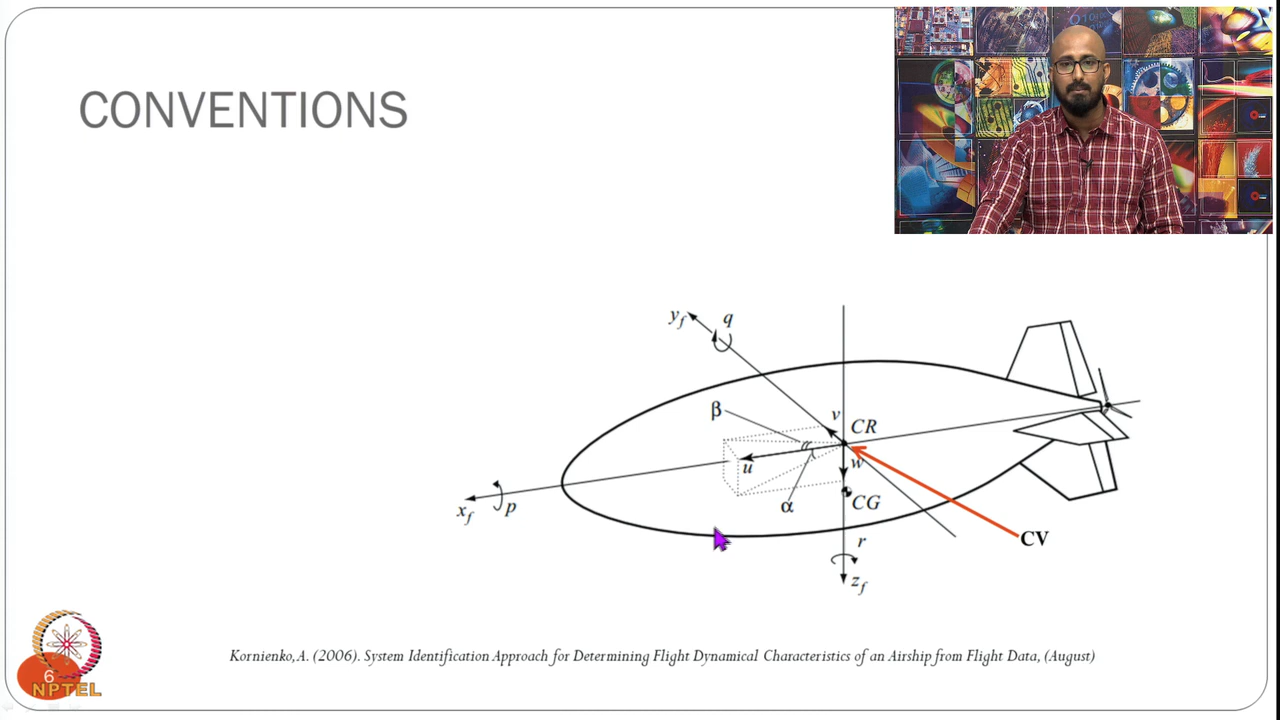 CONVENTIONS
y_f
q
β
v
CR
u
w
α
CG
x_f
p
r
z_f
CV
Kornienko,A. (2006). System Identification Approach for Determining Flight Dynamical Characteristics of an Airship from Flight Data, (August)
6
NPTEL